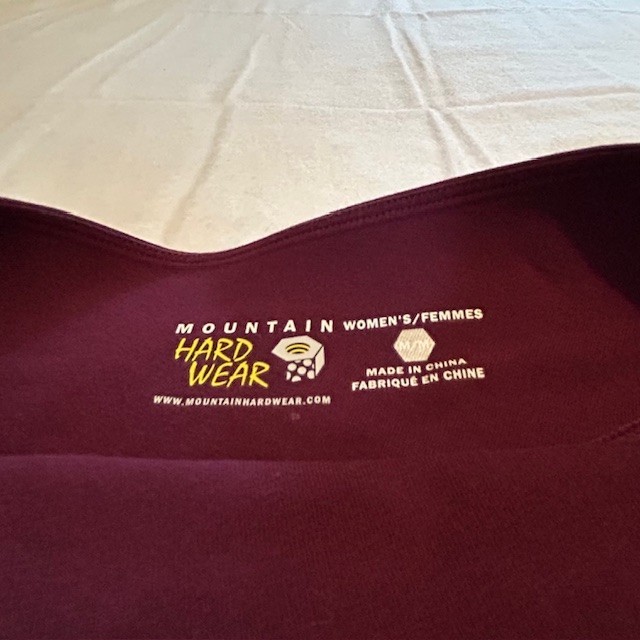 MOUNTAIN
HARD
WEAR
WWW.MOUNTAINHARDWEAR.COM
WOMEN'S/FEMMES
M/M
MADE IN CHINA
FABRIQUÉ EN CHINE